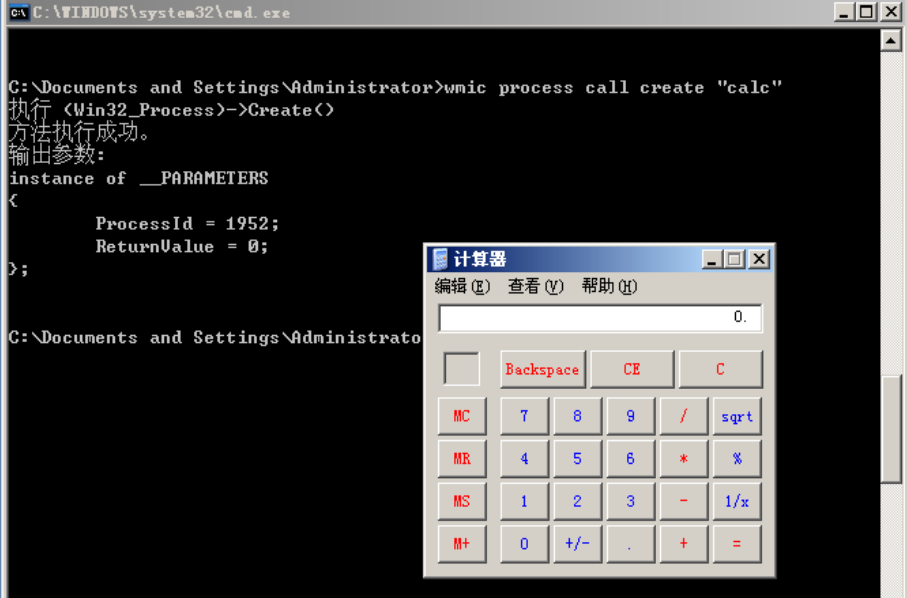 C:\WINDOWS\system32\cmd.exe
C:\Documents and Settings\Administrator>wmic process call create "calc"
执行 (Win32_Process)->Create()
方法执行成功。
输出参数:
instance of __PARAMETERS
{
ProcessId = 1952;
ReturnValue = 0;
};
C:\Documents and Settings\Administrato
计算器
编辑(E) 查看(V) 帮助(H)
0.
Backspace CE C
MC 7 8 9 / sqrt
MR 4 5 6 * %
MS 1 2 3 - 1/x
M+ 0 +/- . + =